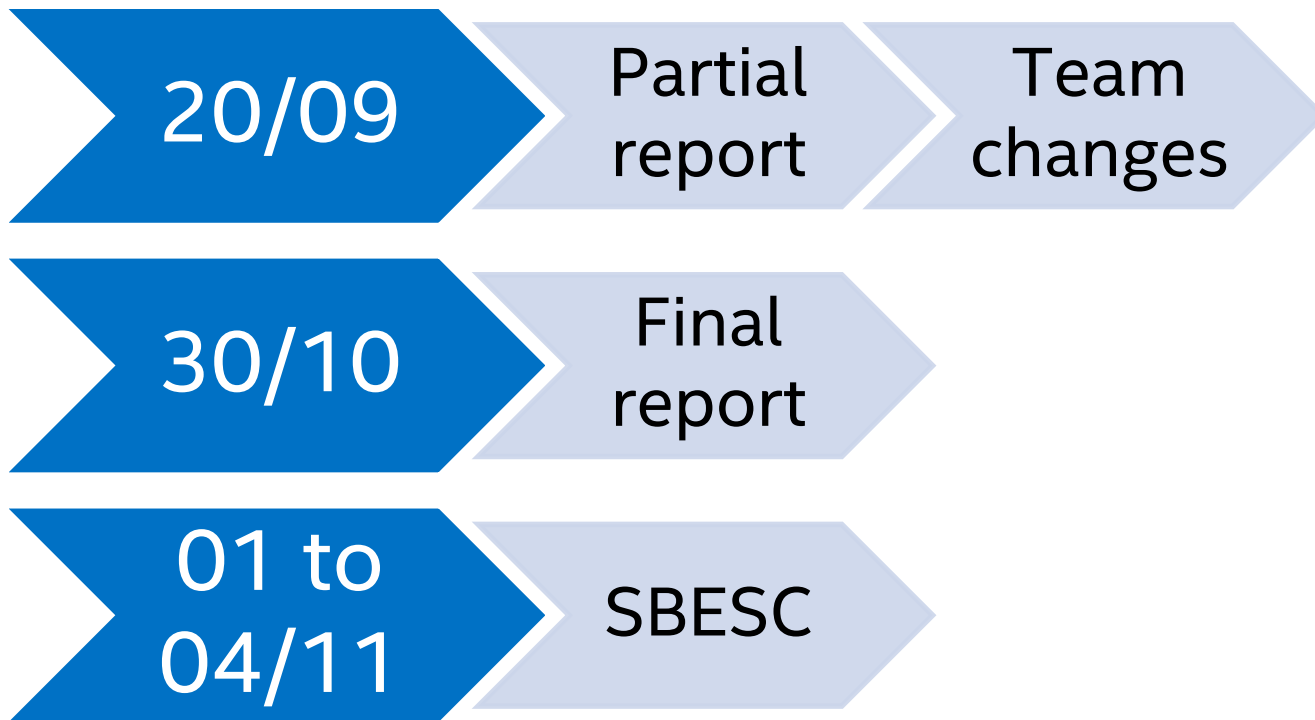 20/09
Partial
report
Team
changes
30/10
Final
report
01 to
04/11
SBESC